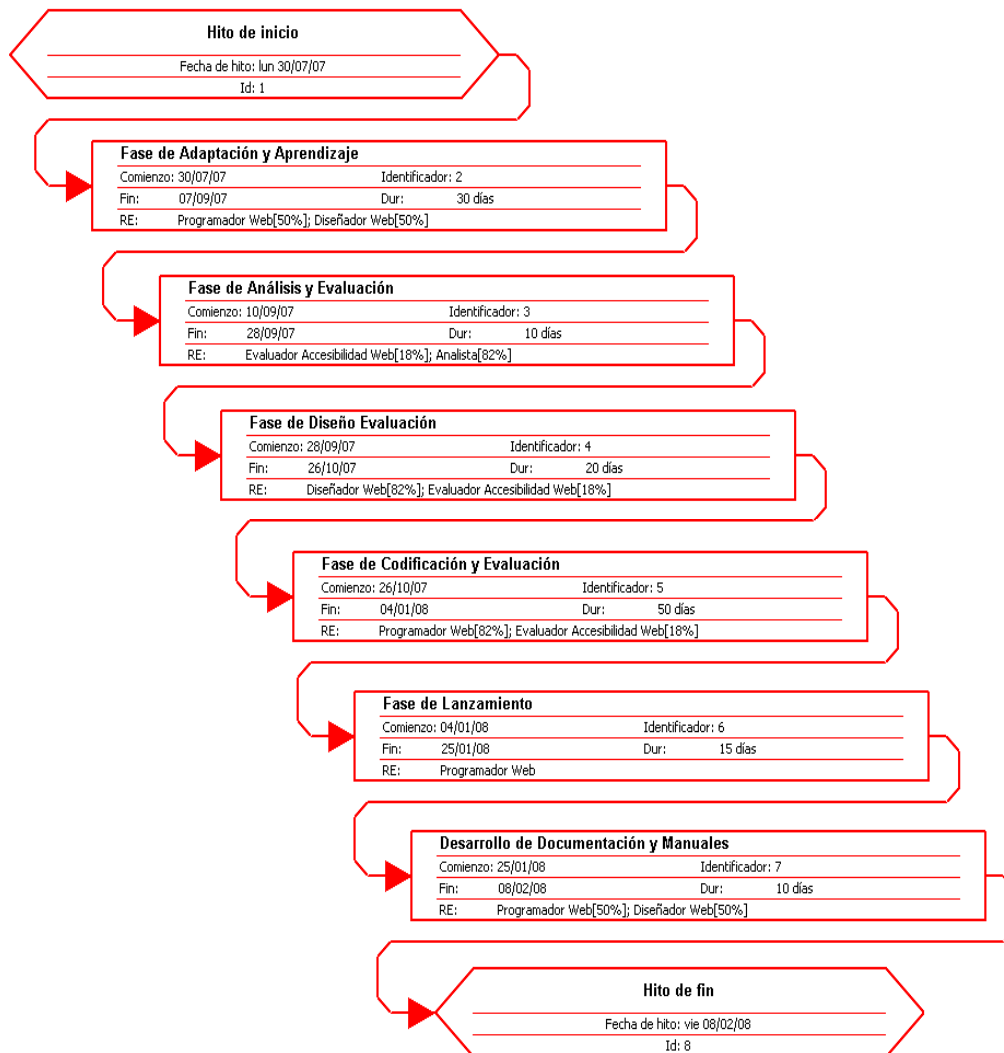 Hito de inicio
Fecha de hito: lun 30/07/07
Id: 1
Fase de Adaptación y Aprendizaje
Comienzo: 30/07/07 Identificador: 2
Fin: 07/09/07 Dur: 30 días
RE: Programador Web[50%]; Diseñador Web[50%]
Fase de Análisis y Evaluación
Comienzo: 10/09/07 Identificador: 3
Fin: 28/09/07 Dur: 10 días
RE: Evaluador Accesibilidad Web[18%]; Analista[82%]
Fase de Diseño Evaluación
Comienzo: 28/09/07 Identificador: 4
Fin: 26/10/07 Dur: 20 días
RE: Diseñador Web[82%]; Evaluador Accesibilidad Web[18%]
Fase de Codificación y Evaluación
Comienzo: 26/10/07 Identificador: 5
Fin: 04/01/08 Dur: 50 días
RE: Programador Web[82%]; Evaluador Accesibilidad Web[18%]
Fase de Lanzamiento
Comienzo: 04/01/08 Identificador: 6
Fin: 25/01/08 Dur: 15 días
RE: Programador Web
Desarrollo de Documentación y Manuales
Comienzo: 25/01/08 Identificador: 7
Fin: 08/02/08 Dur: 10 días
RE: Programador Web[50%]; Diseñador Web[50%]
Hito de fin
Fecha de hito: vie 08/02/08
Id: 8